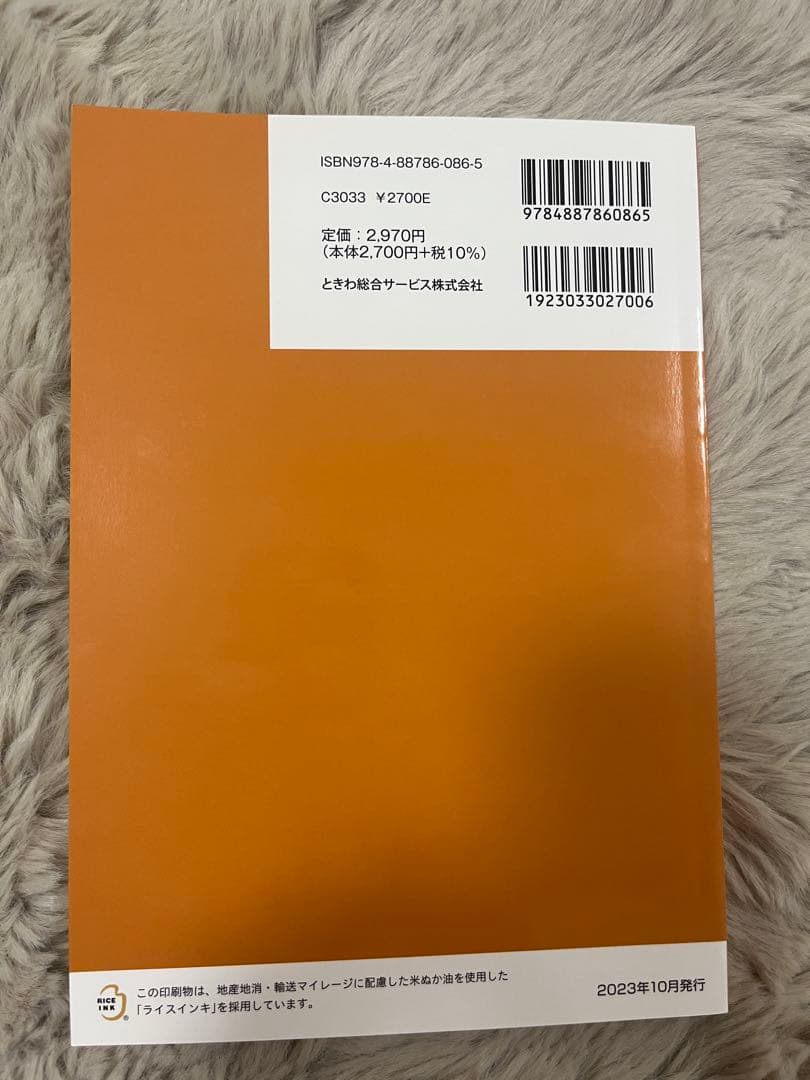 ISBN978-4-88786-086-5
9784887860865
C3033 ¥2700E
定価：2,970円
（本体2,700円＋税10%）
1923033027006
ときわ総合サービス株式会社
RICE
INK
®
この印刷物は、地産地消・輸送マイレージに配慮した米ぬか油を使用した
「ライスインキ」を採用しています。
2023年10月発行